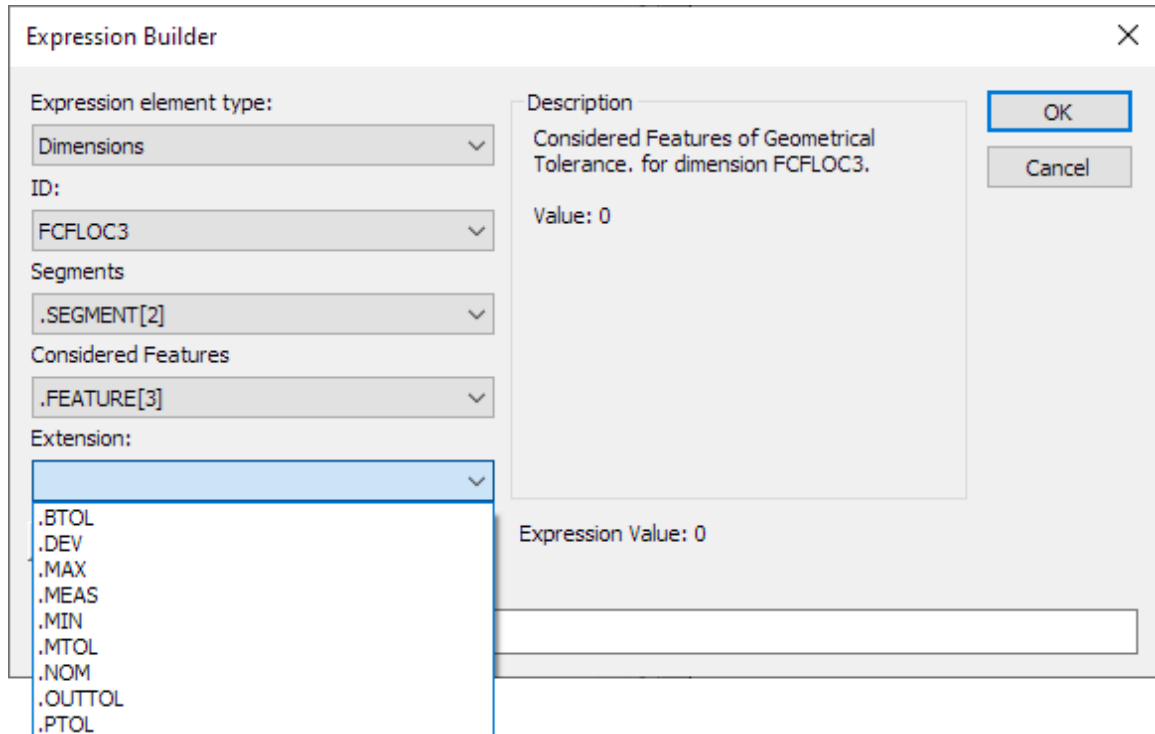 Expression Builder
Expression element type:
Dimensions
ID:
FCFLOC3
Segments
.SEGMENT[2]
Considered Features
.FEATURE[3]
Extension:
.BTOL
.DEV
.MAX
.MEAS
.MIN
.MTOL
.NOM
.OUTTOL
.PTOL
Description
Considered Features of Geometrical
Tolerance. for dimension FCFLOC3.
Value: 0
Expression Value: 0
OK
Cancel